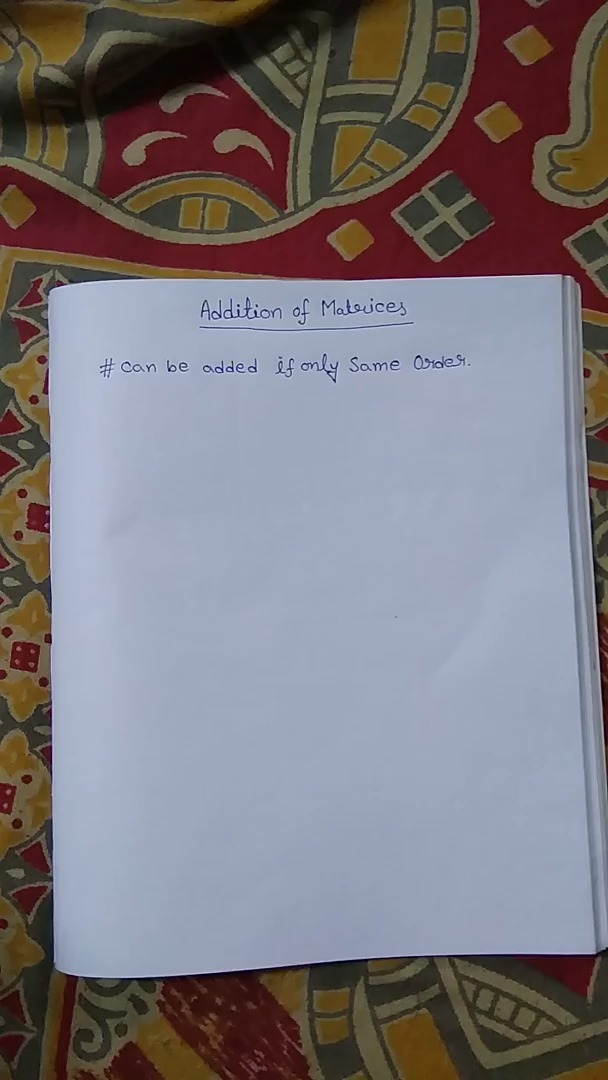 Addition of Matrices
# Can be added if only Same Order.